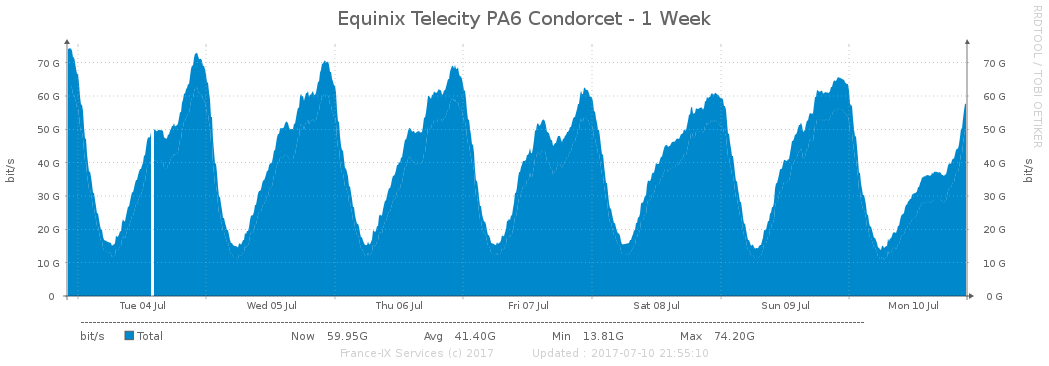 Equinix Telecity PA6 Condorcet - 1 Week
RRDTOOL / TOBI OETIKER
bit/s
70 G
60 G
50 G
40 G
30 G
20 G
10 G
0
70 G
60 G
50 G
40 G
30 G
20 G
10 G
0 G
bit/s
Tue 04 Jul Wed 05 Jul Thu 06 Jul Fri 07 Jul Sat 08 Jul Sun 09 Jul Mon 10 Jul
bit/s Total Now 59.95G Avg 41.40G Min 13.81G Max 74.20G
France-IX Services (c) 2017 Updated : 2017-07-10 21:55:10